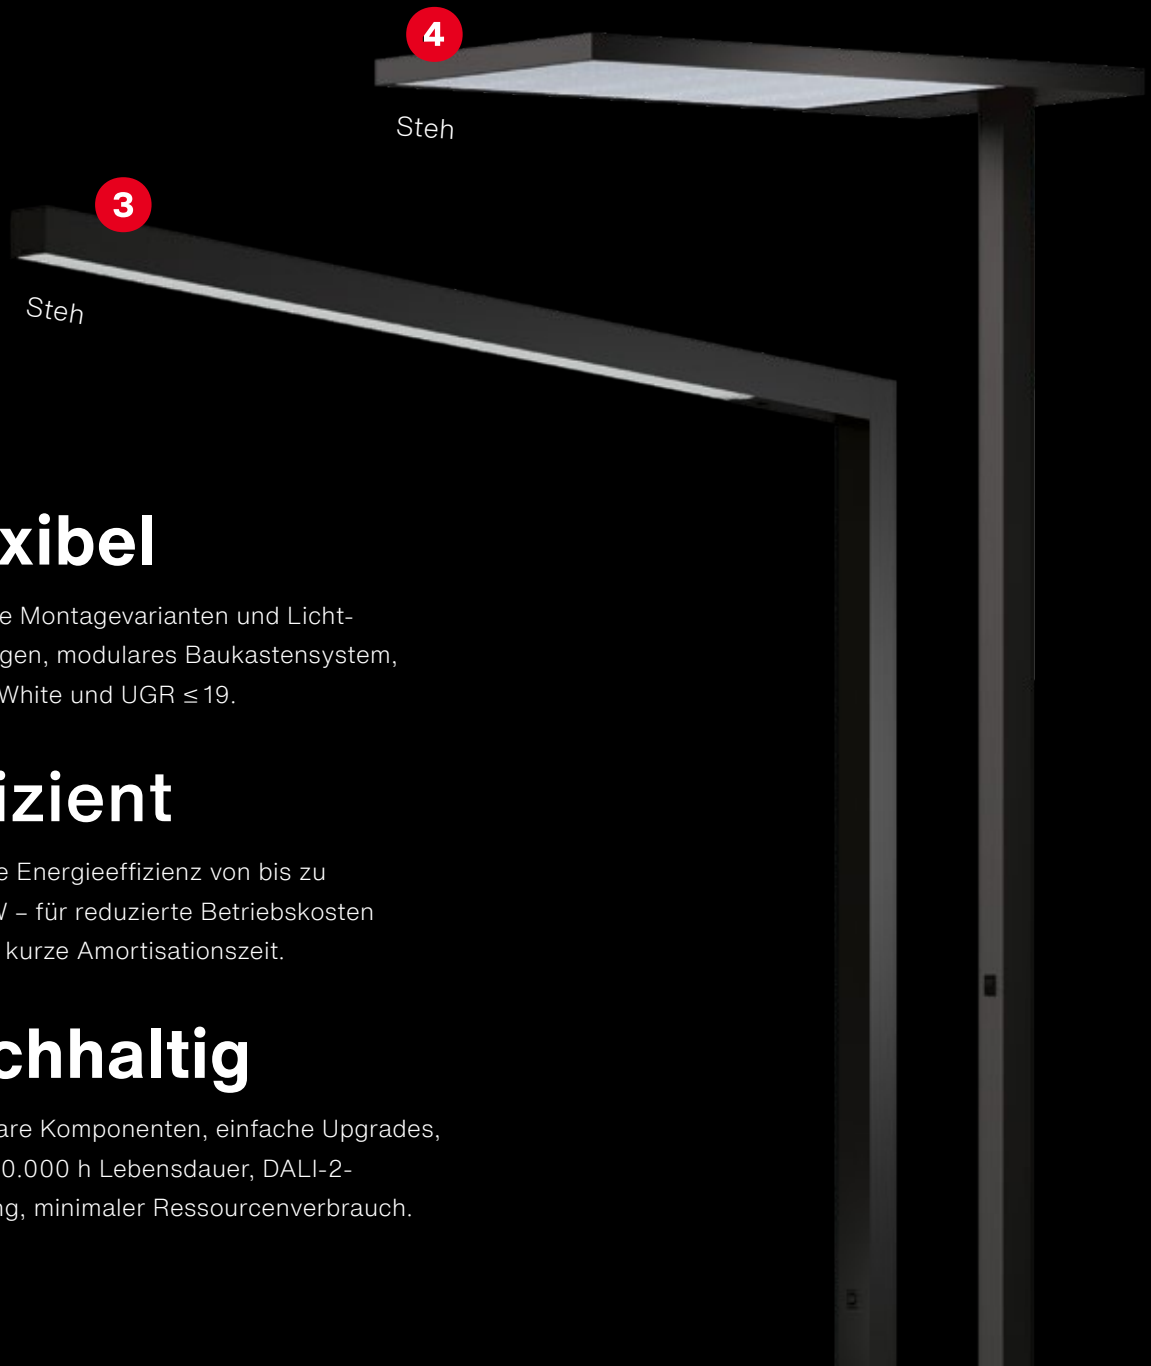 4
Steh
3
Steh
xibel
e Montagevarianten und Licht-
gen, modulares Baukastensystem,
White und UGR ≤ 19.
izient
e Energieeffizienz von bis zu
W – für reduzierte Betriebskosten
kurze Amortisationszeit.
chhaltig
are Komponenten, einfache Upgrades,
0.000 h Lebensdauer, DALI-2-
ng, minimaler Ressourcenverbrauch.